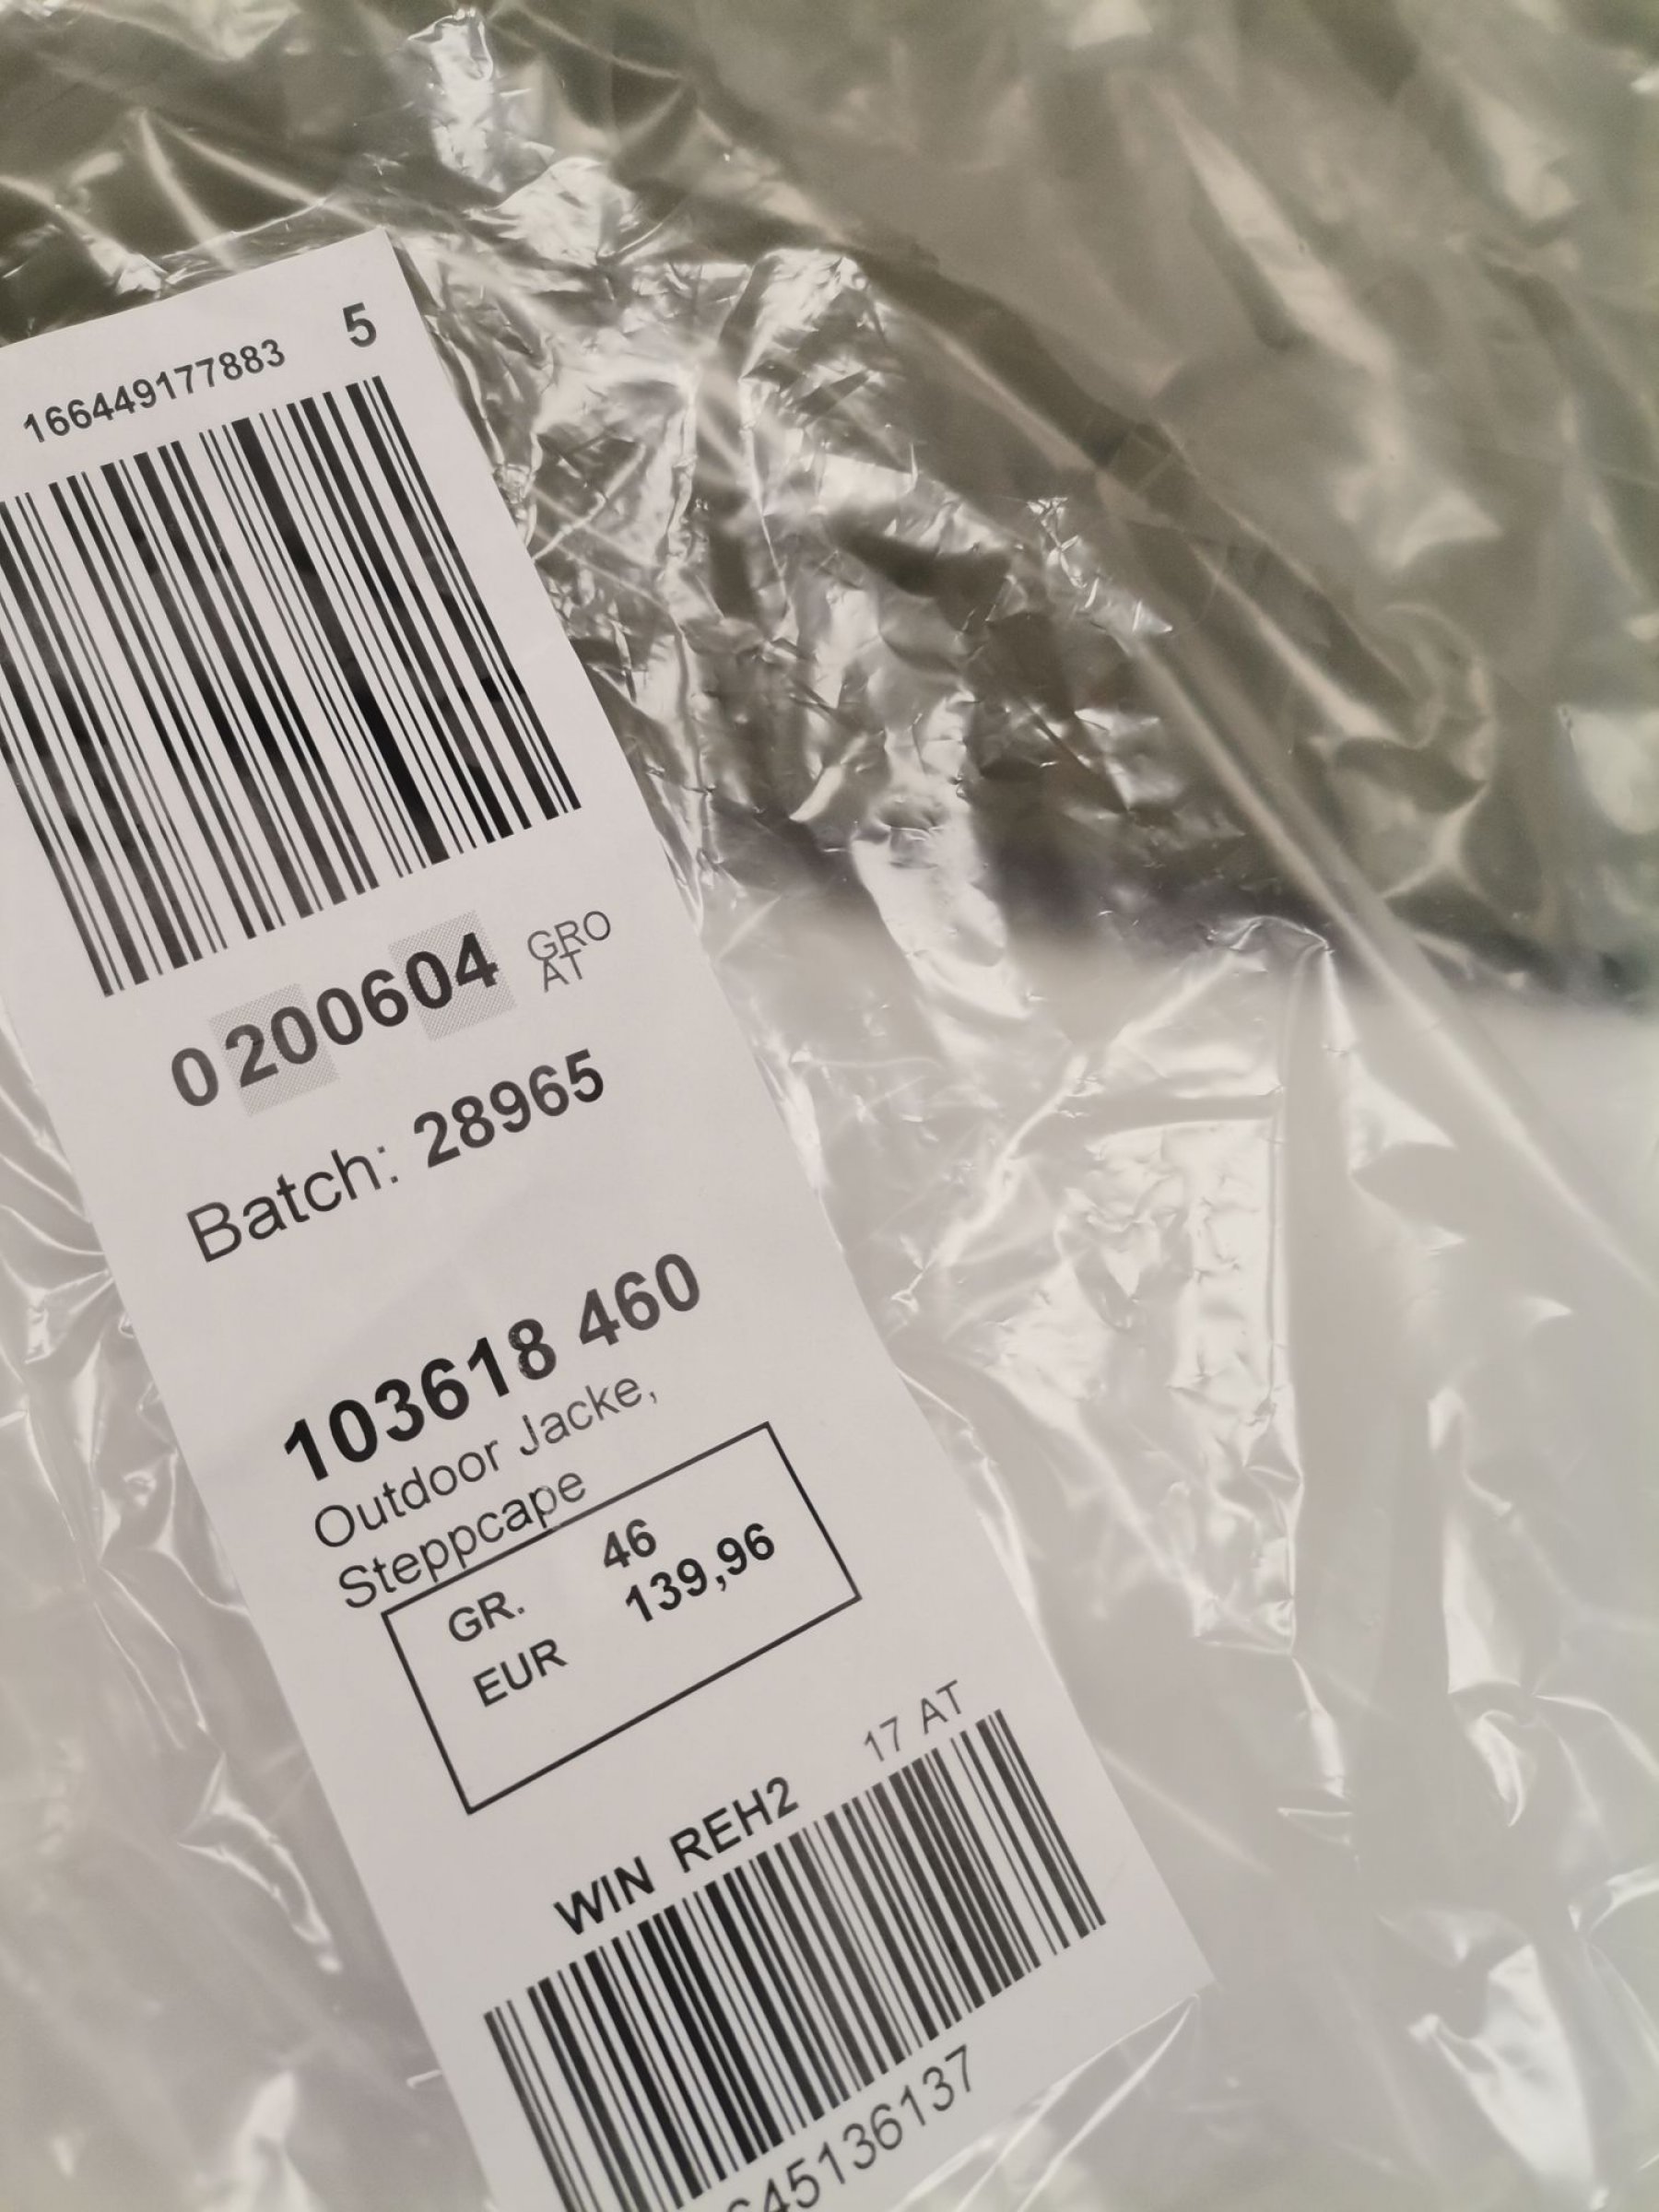 166449177883 5
0200604 GRO
AT
Batch: 28965
103618 460
Outdoor Jacke,
Steppcape
GR. 46
EUR 139,96
17 AT
WIN REH2
45136137